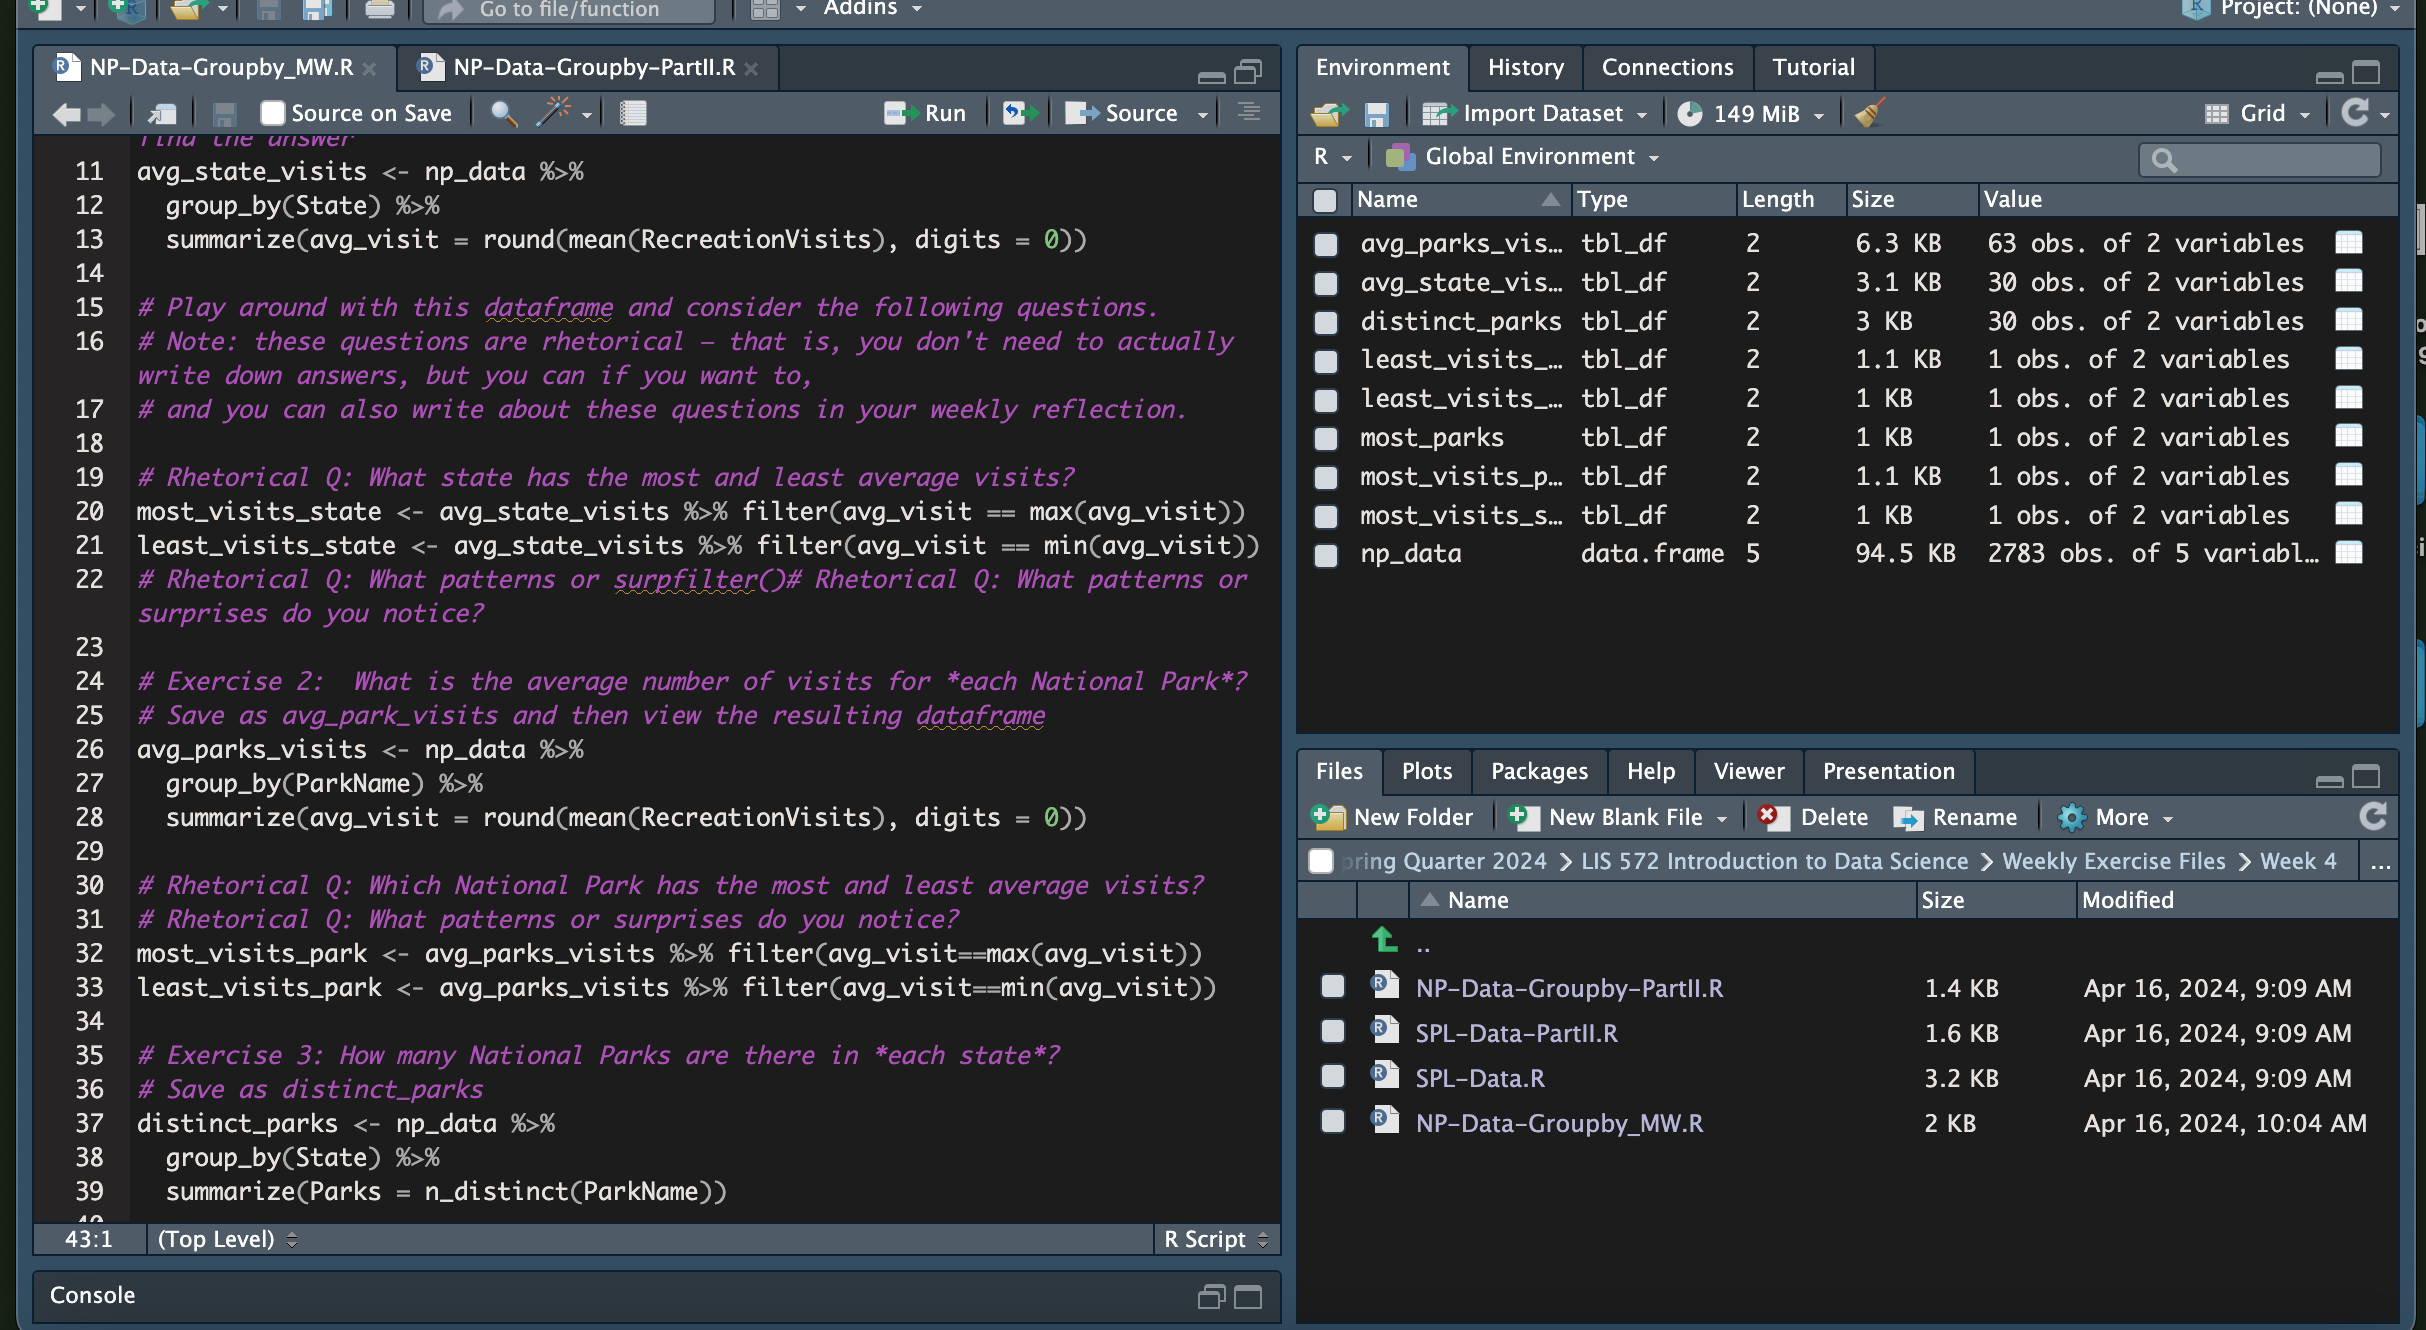 Go to file/function
Addins
Project: (None)
NP-Data-Groupby_MW.R
NP-Data-Groupby-PartII.R
Source on Save
Run
Source
find the answer
11 avg_state_visits <- np_data %>%
12   group_by(State) %>%
13   summarize(avg_visit = round(mean(RecreationVisits), digits = 0))
14
15 # Play around with this dataframe and consider the following questions.
16 # Note: these questions are rhetorical — that is, you don't need to actually
write down answers, but you can if you want to,
17 # and you can also write about these questions in your weekly reflection.
18
19 # Rhetorical Q: What state has the most and least average visits?
20 most_visits_state <- avg_state_visits %>% filter(avg_visit == max(avg_visit))
21 least_visits_state <- avg_state_visits %>% filter(avg_visit == min(avg_visit))
22 # Rhetorical Q: What patterns or surpfilter()# Rhetorical Q: What patterns or
surprises do you notice?
23
24 # Exercise 2:  What is the average number of visits for *each National Park*?
25 # Save as avg_park_visits and then view the resulting dataframe
26 avg_parks_visits <- np_data %>%
27   group_by(ParkName) %>%
28   summarize(avg_visit = round(mean(RecreationVisits), digits = 0))
29
30 # Rhetorical Q: Which National Park has the most and least average visits?
31 # Rhetorical Q: What patterns or surprises do you notice?
32 most_visits_park <- avg_parks_visits %>% filter(avg_visit==max(avg_visit))
33 least_visits_park <- avg_parks_visits %>% filter(avg_visit==min(avg_visit))
34
35 # Exercise 3: How many National Parks are there in *each state*?
36 # Save as distinct_parks
37 distinct_parks <- np_data %>%
38   group_by(State) %>%
39   summarize(Parks = n_distinct(ParkName))
40
43:1 (Top Level) R Script
Console
Environment History Connections Tutorial
Import Dataset 149 MiB Grid
R Global Environment
Name Type Length Size Value
avg_parks_vis… tbl_df 2 6.3 KB 63 obs. of 2 variables
avg_state_vis… tbl_df 2 3.1 KB 30 obs. of 2 variables
distinct_parks tbl_df 2 3 KB 30 obs. of 2 variables
least_visits_… tbl_df 2 1.1 KB 1 obs. of 2 variables
least_visits_… tbl_df 2 1 KB 1 obs. of 2 variables
most_parks tbl_df 2 1 KB 1 obs. of 2 variables
most_visits_p… tbl_df 2 1.1 KB 1 obs. of 2 variables
most_visits_s… tbl_df 2 1 KB 1 obs. of 2 variables
np_data data.frame 5 94.5 KB 2783 obs. of 5 variabl…
Files Plots Packages Help Viewer Presentation
New Folder New Blank File Delete Rename More
pring Quarter 2024 > LIS 572 Introduction to Data Science > Weekly Exercise Files > Week 4 ...
Name Size Modified
..
NP-Data-Groupby-PartII.R 1.4 KB Apr 16, 2024, 9:09 AM
SPL-Data-PartII.R 1.6 KB Apr 16, 2024, 9:09 AM
SPL-Data.R 3.2 KB Apr 16, 2024, 9:09 AM
NP-Data-Groupby_MW.R 2 KB Apr 16, 2024, 10:04 AM